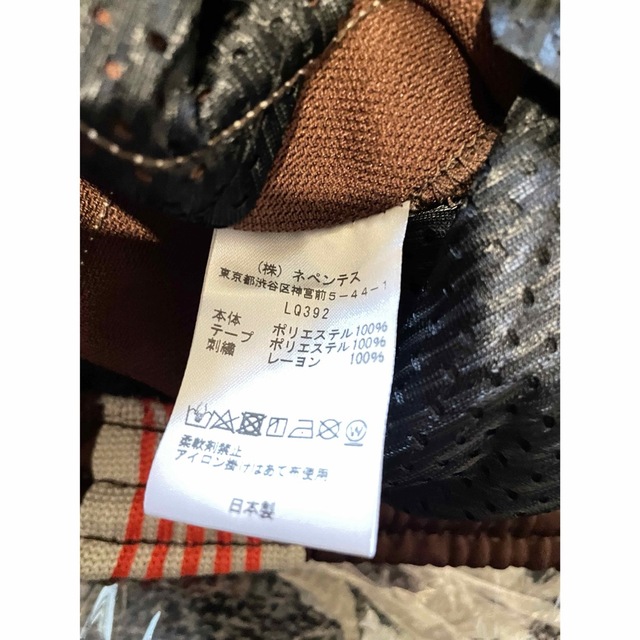 (株) ネペンテス
東京都渋谷区神宮前5-44-1
LQ392
本体 ポリエステル100%
テープ ポリエステル100%
刺繍 レーヨン 100%
柔軟剤禁止
アイロン掛けはあて布使用
日本製